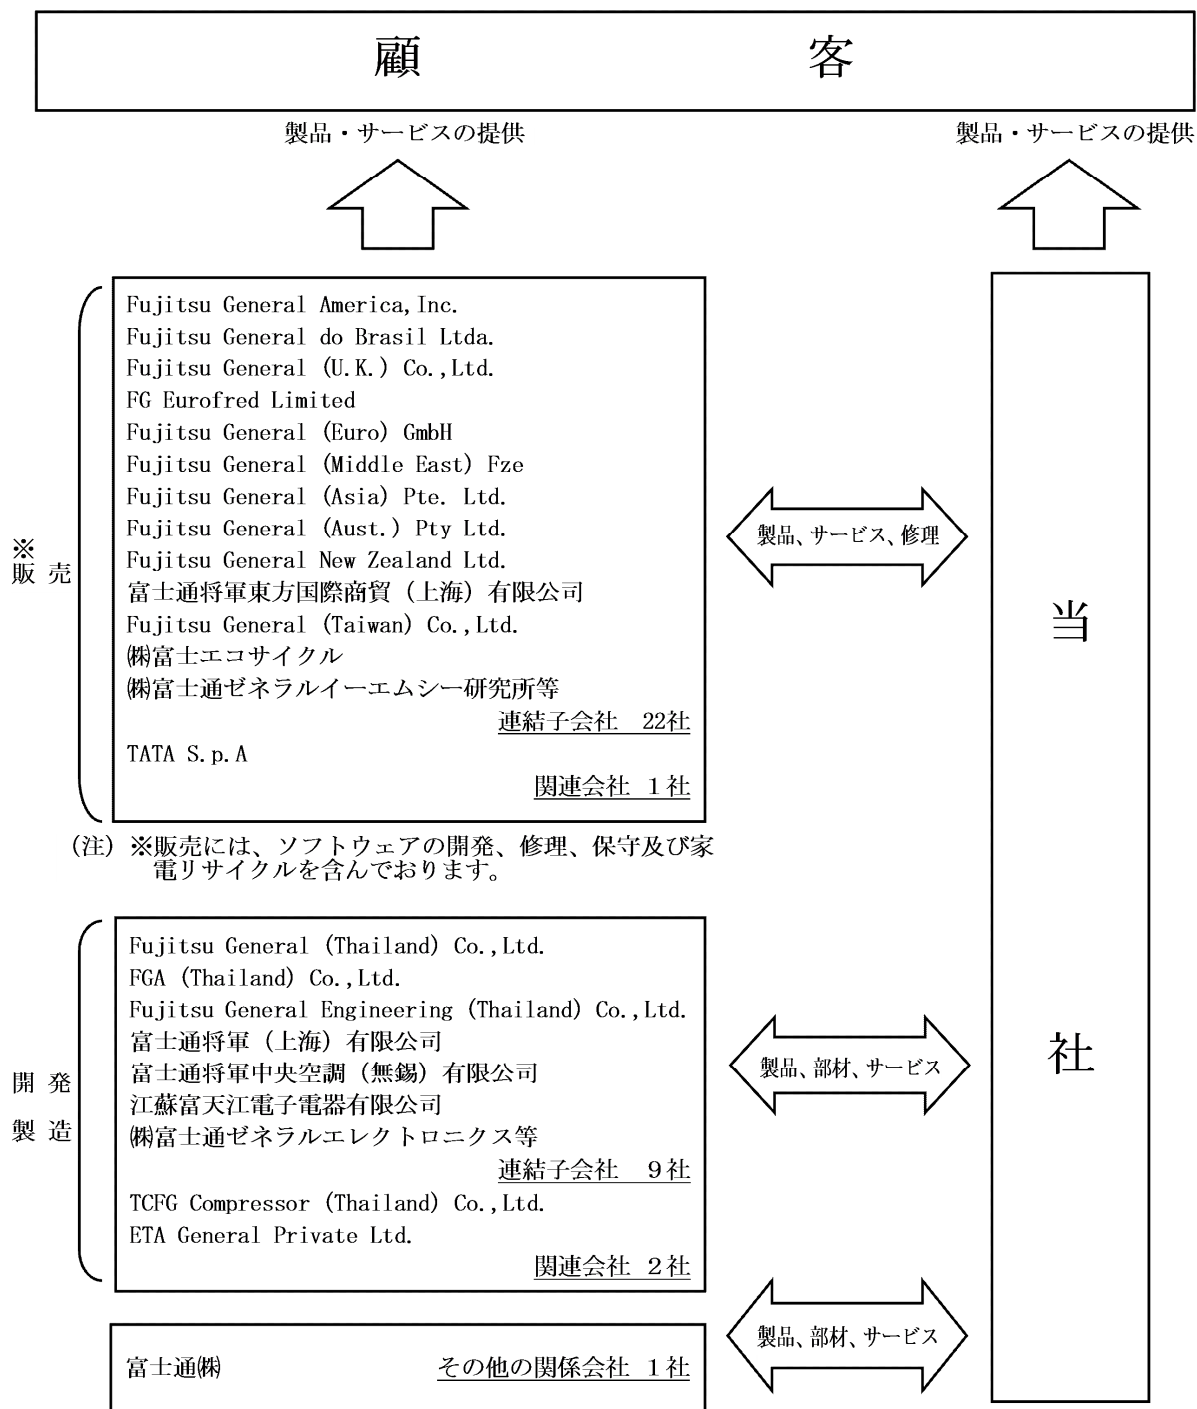 顧客
製品・サービスの提供
製品・サービスの提供
※
販売
Fujitsu General America,Inc.
Fujitsu General do Brasil Ltda.
Fujitsu General (U.K.) Co.,Ltd.
FG Eurofred Limited
Fujitsu General (Euro) GmbH
Fujitsu General (Middle East) Fze
Fujitsu General (Asia) Pte. Ltd.
Fujitsu General (Aust.) Pty Ltd.
Fujitsu General New Zealand Ltd.
富士通将軍東方国際商貿(上海)有限公司
Fujitsu General (Taiwan) Co.,Ltd.
㈱富士エコサイクル
㈱富士通ゼネラルイーエムシー研究所等
連結子会社 22社
TATA S.p.A
関連会社 1社
製品、サービス、修理
当社
(注) ※販売には、ソフトウェアの開発、修理、保守及び家
電リサイクルを含んでおります。
開発
製造
Fujitsu General (Thailand) Co.,Ltd.
FGA (Thailand) Co.,Ltd.
Fujitsu General Engineering (Thailand) Co.,Ltd.
富士通将軍(上海)有限公司
富士通将軍中央空調(無錫)有限公司
江蘇富天江電子電器有限公司
㈱富士通ゼネラルエレクトロニクス等
連結子会社 9社
TCFG Compressor (Thailand) Co.,Ltd.
ETA General Private Ltd.
関連会社 2社
製品、部材、サービス
富士通㈱ その他の関係会社 1社
製品、部材、サービス